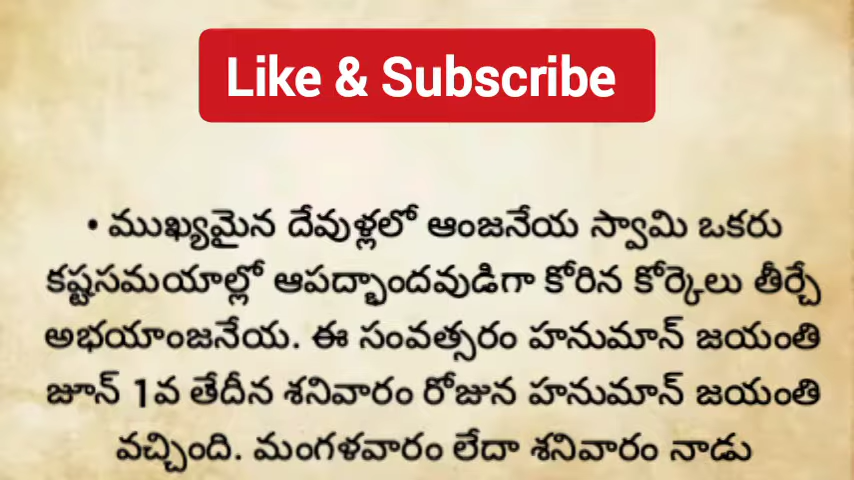 Like & Subscribe
• ముఖ్యమైన దేవుళ్లలో ఆంజనేయ స్వామి ఒకరు
కష్టసమయాల్లో ఆపద్భాందవుడిగా కోరిన కోర్కెలు తీర్చే
అభయాంజనేయ. ఈ సంవత్సరం హనుమాన్ జయంతి
జూన్ 1వ తేదీన శనివారం రోజున హనుమాన్ జయంతి
వచ్చింది. మంగళవారం లేదా శనివారం నాడు